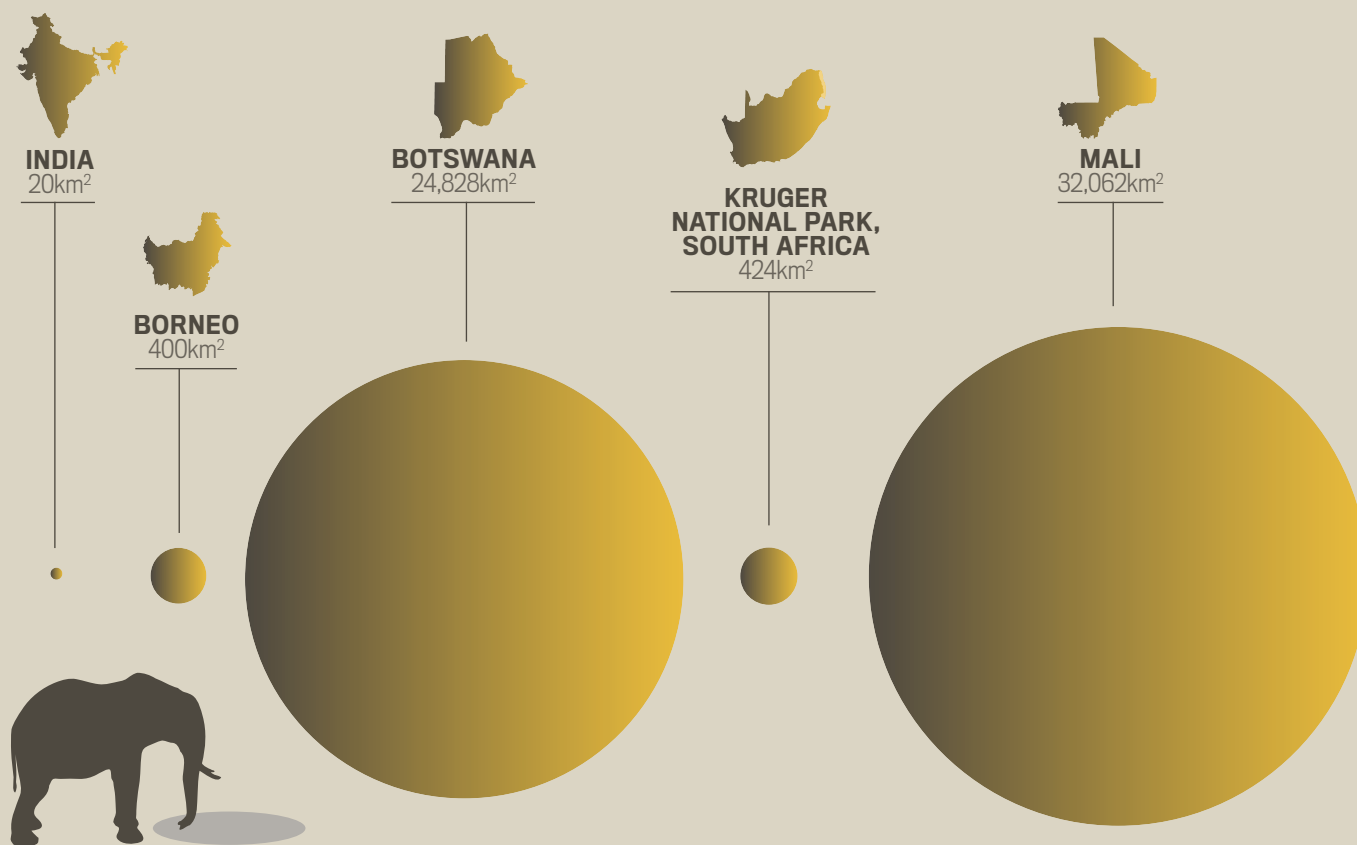 INDIA
20km²
BORNEO
400km²
BOTSWANA
24,828km²
KRUGER
NATIONAL PARK,
SOUTH AFRICA
424km²
MALI
32,062km²